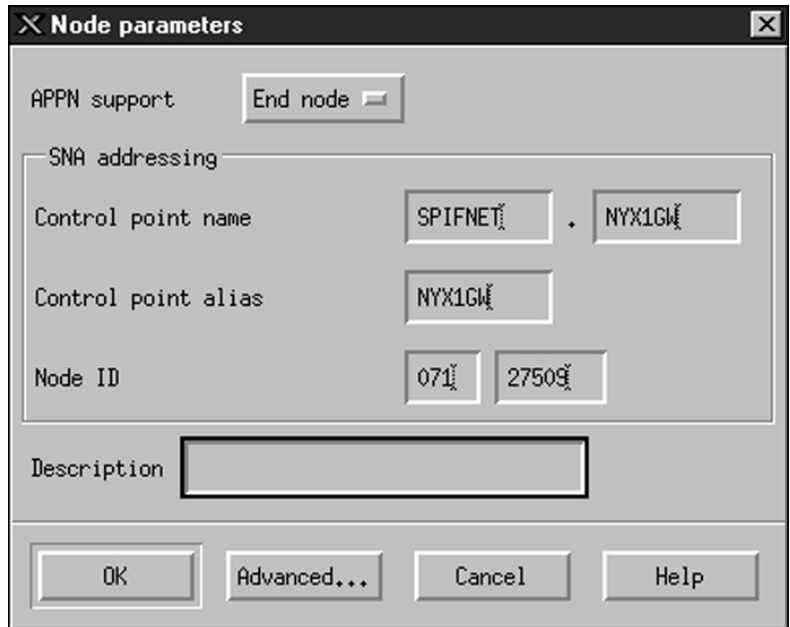 Node parameters
APPN support End node
SNA addressing
Control point name SPIFNET . NYX1GW
Control point alias NYX1GW
Node ID 071 27509
Description
OK Advanced... Cancel Help